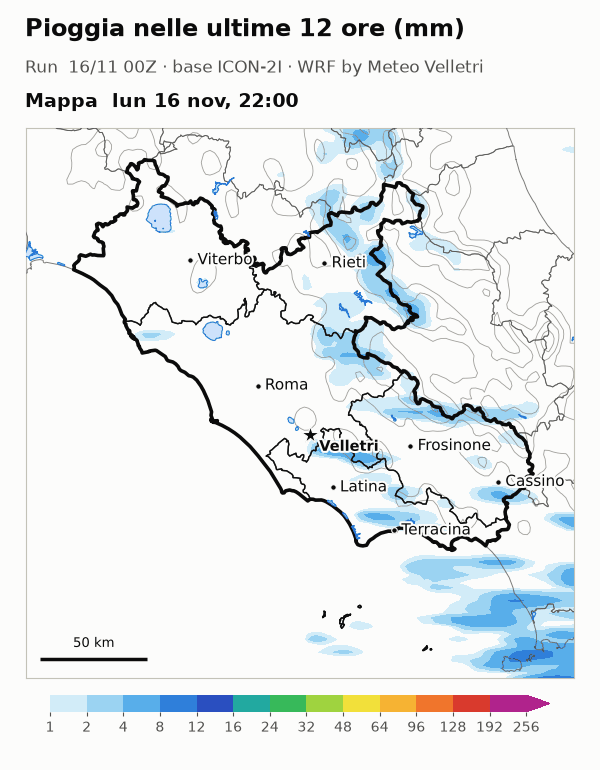 Pioggia nelle ultime 12 ore (mm)
Run 16/11 00Z · base ICON-2I · WRF by Meteo Velletri
Mappa lun 16 nov, 22:00
Viterbo
Rieti
Roma
Velletri
Frosinone
Latina
Cassino
Terracina
50 km
1 2 4 8 12 16 24 32 48 64 96 128 192 256